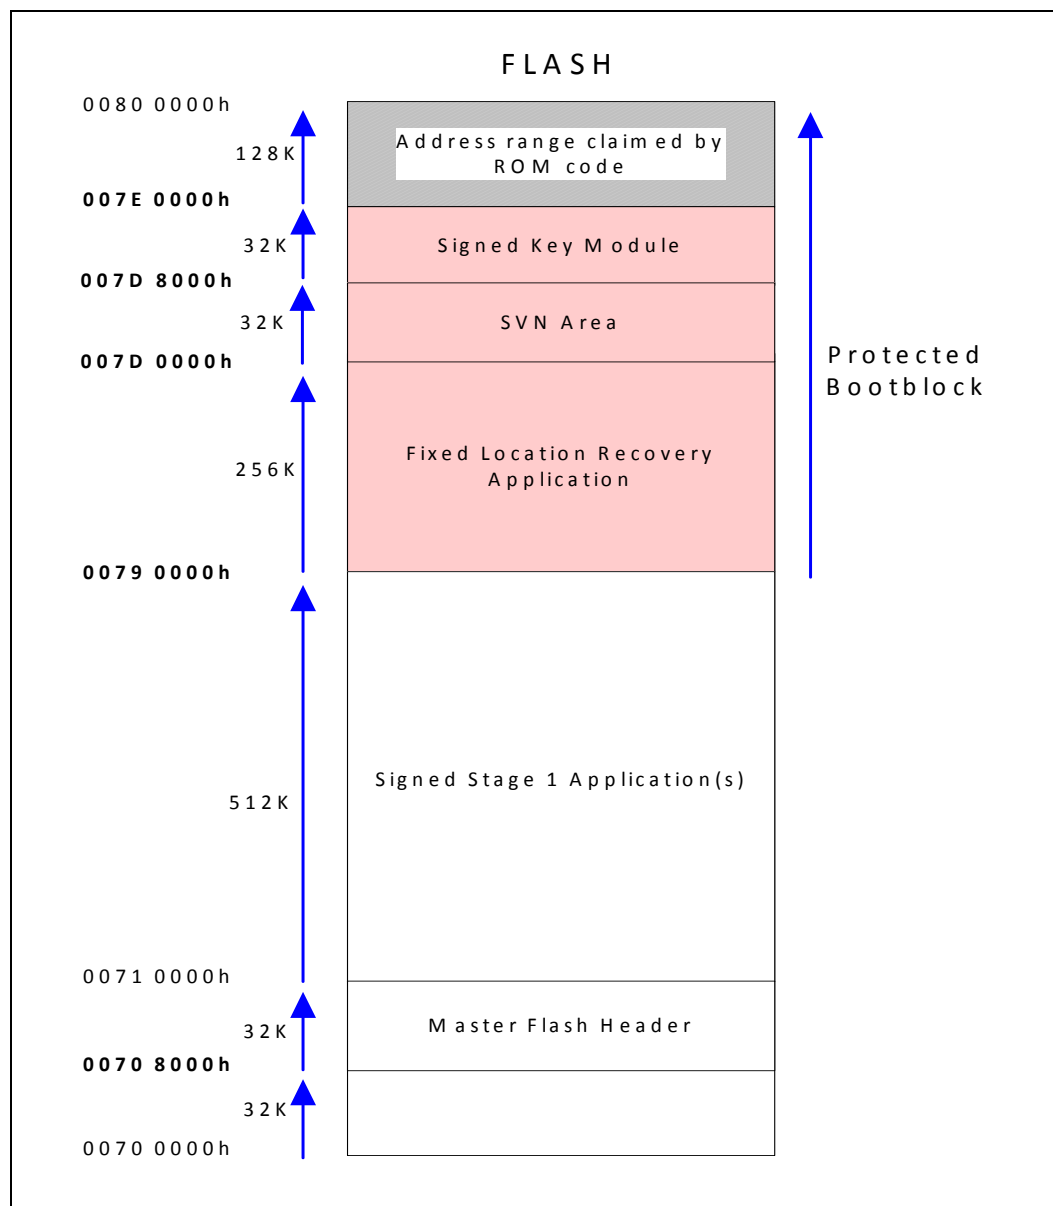 FLASH
0080 0000h
Address range claimed by
ROM code
128K
007E 0000h
32K
Signed Key Module
007D 8000h
32K
SVN Area
007D 0000h
Protected
Bootblock
Fixed Location Recovery
Application
256K
0079 0000h
Signed Stage 1 Application(s)
512K
0071 0000h
32K
Master Flash Header
0070 8000h
32K
0070 0000h